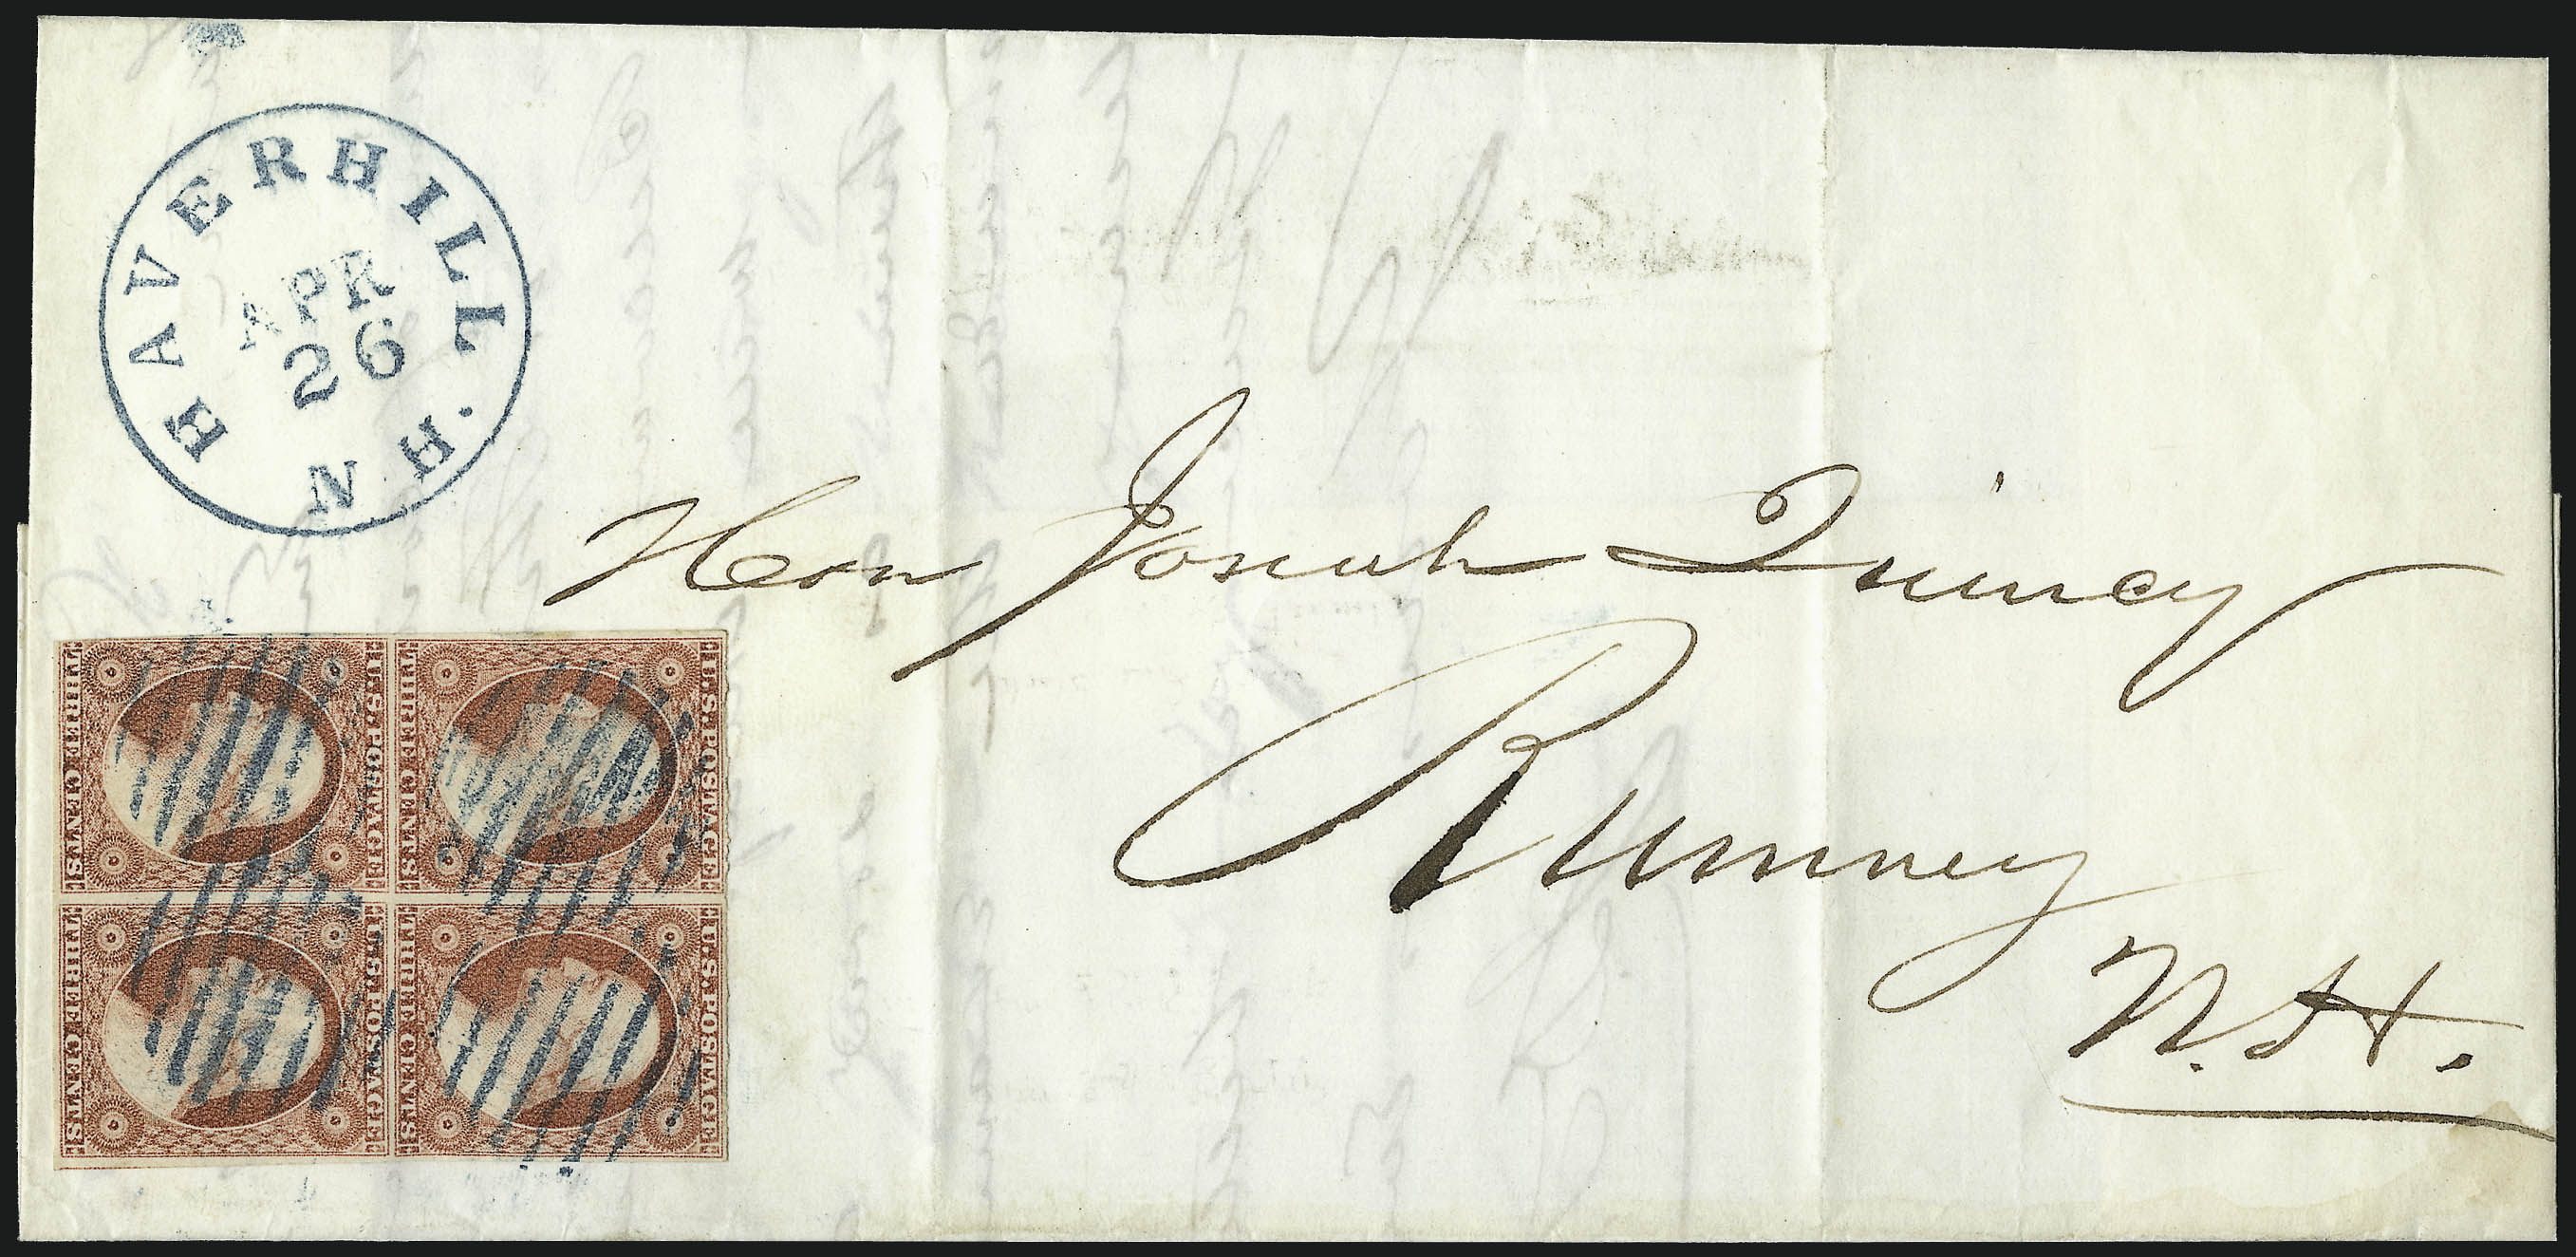 HAVERHILL N H.
APR
26
Hon Josiah Quincy
Rumney
N.H.
U.S. POSTAGE
THREE CENTS
U.S. POSTAGE
THREE CENTS
U.S. POSTAGE
THREE CENTS
U.S. POSTAGE
THREE CENTS